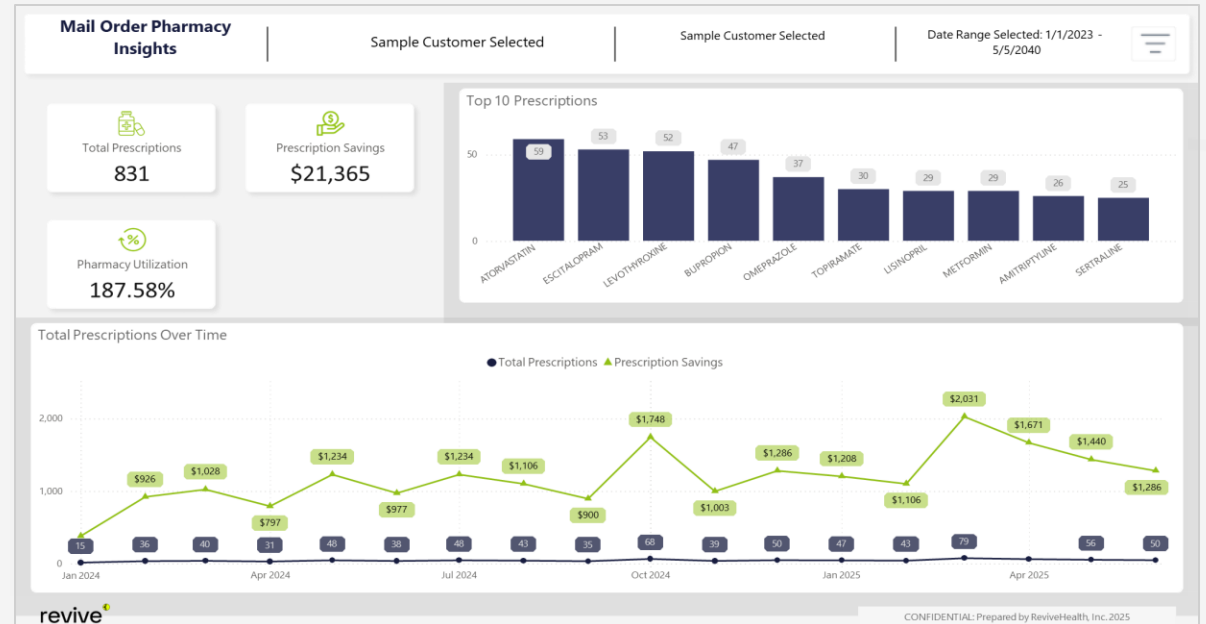 Mail Order Pharmacy
Insights
Sample Customer Selected
Sample Customer Selected
Date Range Selected: 1/1/2023 -
5/5/2040
Total Prescriptions
831
Prescription Savings
$21,365
Pharmacy Utilization
187.58%
Top 10 Prescriptions
50
0
59
53
52
47
37
30
29
29
26
25
ATORVASTATIN
ESCITALOPRAM
LEVOTHYROXINE
BUPROPION
OMEPRAZOLE
TOPIRAMATE
LISINOPRIL
METFORMIN
AMITRIPTYLINE
SERTRALINE
Total Prescriptions Over Time
Total Prescriptions Prescription Savings
2,000
1,000
0
$926
$1,028
$797
$1,234
$977
$1,234
$1,106
$900
$1,748
$1,003
$1,286
$1,208
$1,106
$2,031
$1,671
$1,440
$1,286
15
36
40
31
48
38
48
43
35
68
39
50
47
43
79
56
50
Jan 2024
Apr 2024
Jul 2024
Oct 2024
Jan 2025
Apr 2025
revive
CONFIDENTIAL: Prepared by ReviveHealth, Inc. 2025